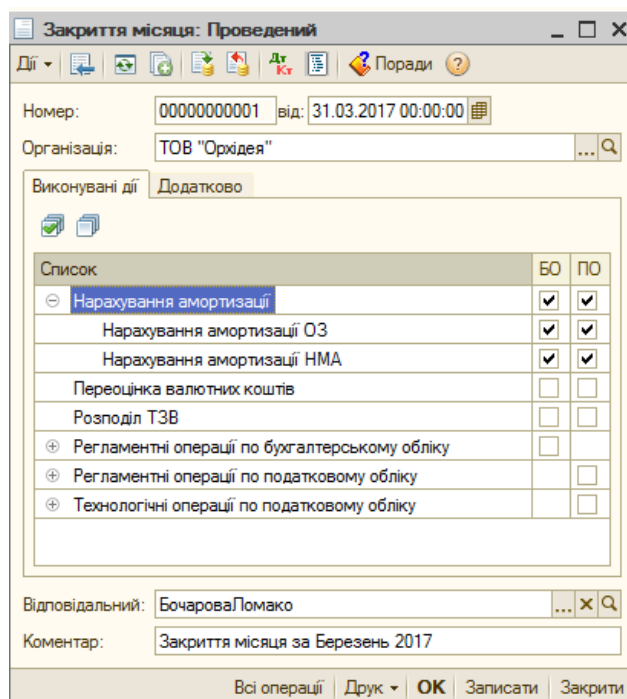 Закриття місяця: Проведений
Дії Дт Кт Поради ?
Номер: 00000000001 від: 31.03.2017 00:00:00
Організація: ТОВ "Орхідея" ...
Виконувані дії Додатково
Список БО ПО
Нарахування амортизації
Нарахування амортизації ОЗ
Нарахування амортизації НМА
Переоцінка валютних коштів
Розподіл ТЗВ
Регламентні операції по бухгалтерському обліку
Регламентні операції по податковому обліку
Технологічні операції по податковому обліку
Відповідальний: БочароваЛомако ...
Коментар: Закриття місяця за Березень 2017
Всі операції Друк OK Записати Закрити